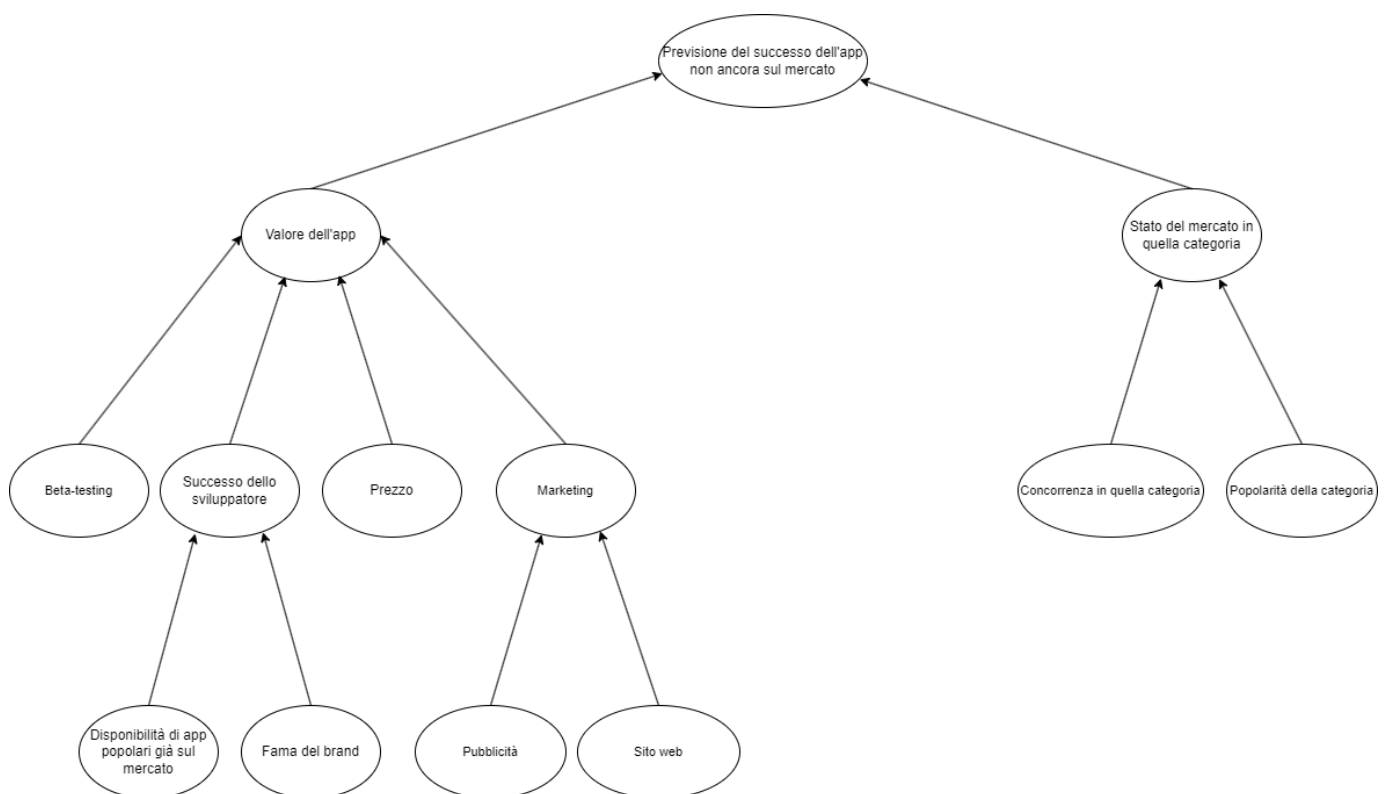 Previsione del successo dell'app
non ancora sul mercato
Valore dell'app
Stato del mercato in
quella categoria
Beta-testing
Successo dello
sviluppatore
Prezzo
Marketing
Concorrenza in quella categoria
Popolarità della categoria
Disponibilità di app
popolari già sul
mercato
Fama del brand
Pubblicità
Sito web